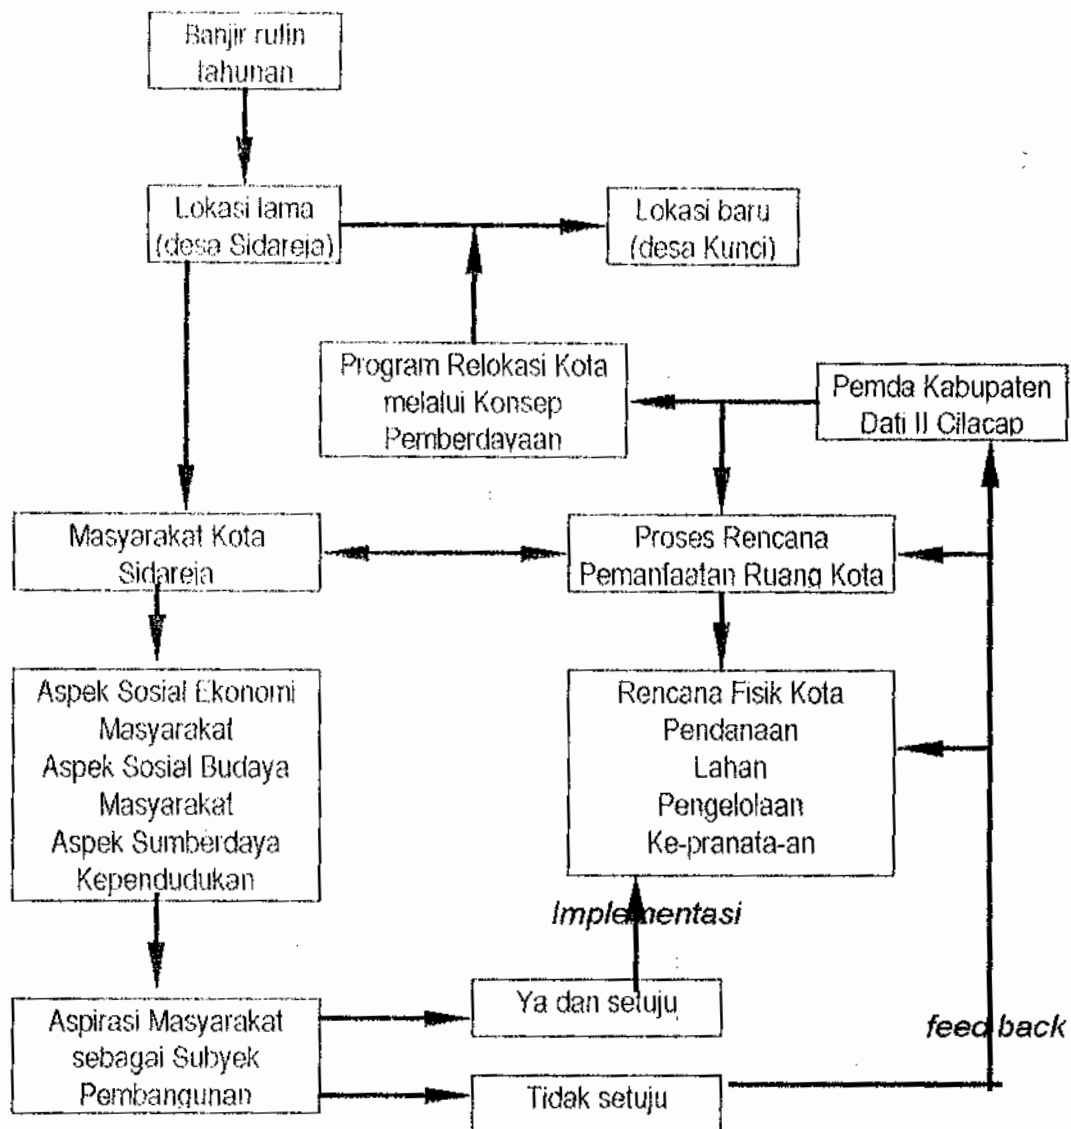 Banjir rutin
tahunan
Lokasi lama
(desa Sidareja)
Lokasi baru
(desa Kunci)
Program Relokasi Kota
melalui Konsep
Pemberdayaan
Pemda Kabupaten
Dati II Cilacap
Masyarakat Kota
Sidareja
Proses Rencana
Pemanfaatan Ruang Kota
Aspek Sosial Ekonomi
Masyarakat
Aspek Sosial Budaya
Masyarakat
Aspek Sumberdaya
Kependudukan
Rencana Fisik Kota
Pendanaan
Lahan
Pengelolaan
Ke-pranata-an
Implementasi
Aspirasi Masyarakat
sebagai Subyek
Pembangunan
Ya dan setuju
Tidak setuju
feed back